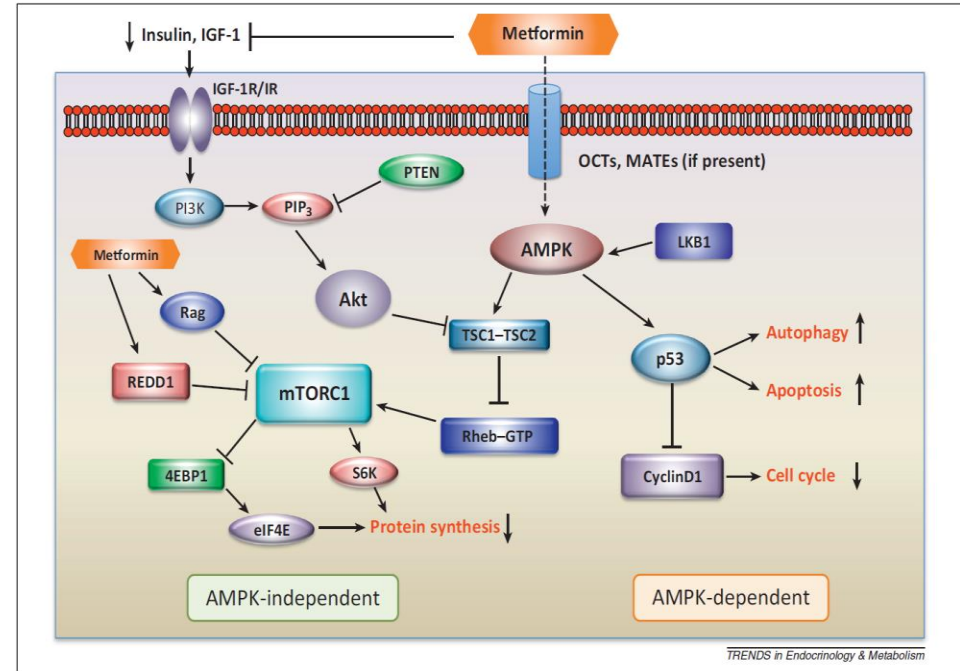 Insulin, IGF-1
Metformin
IGF-1R/IR
OCTs, MATEs (if present)
PTEN
PI3K
PIP₃
LKB1
AMPK
Metformin
Akt
Rag
TSC1–TSC2
p53
Autophagy
REDD1
mTORC1
Apoptosis
Rheb–GTP
4EBP1
S6K
CyclinD1
Cell cycle
eIF4E
Protein synthesis
AMPK-independent
AMPK-dependent
TRENDS in Endocrinology & Metabolism